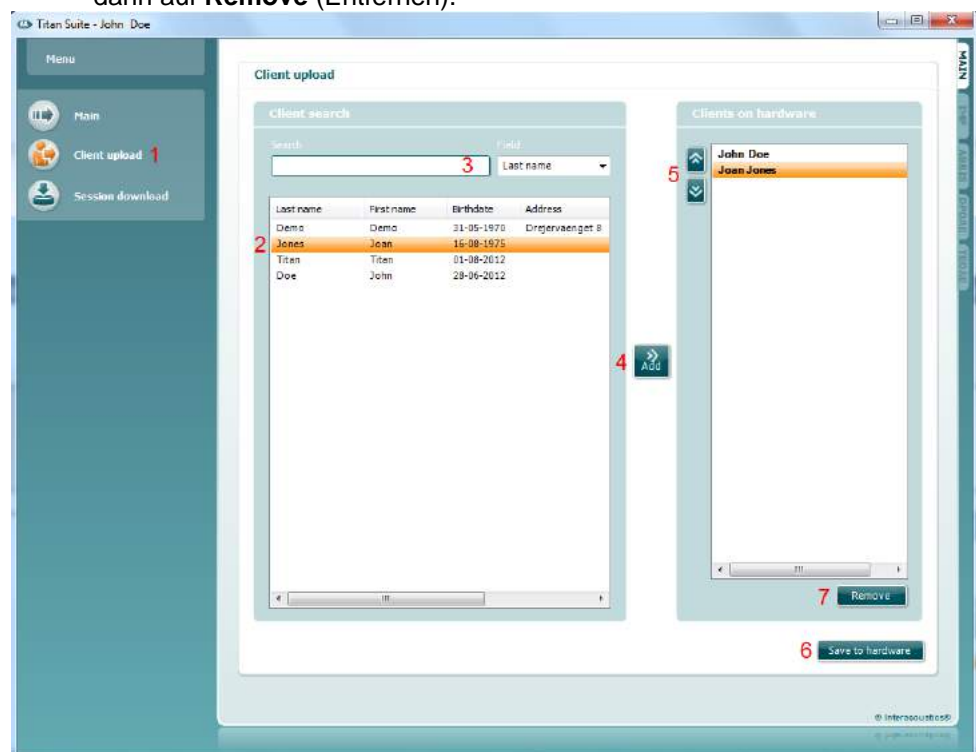 dann auf Remove (Entfernen).
Titan Suite - John Doe
Menu
Main
Client upload 1
Session download
Client upload
Client search
Search
Field
3
Last name
Last name First name Birthdate Address
Demo Demo 31-05-1970 Drejervaenget 8
2 Jones Joan 16-08-1975
Titan Titan 01-08-2012
Doe John 28-06-2012
4 Add
Clients on hardware
5
John Doe
Joan Jones
7 Remove
6 Save to hardware
© Interacoustics®
MAIN